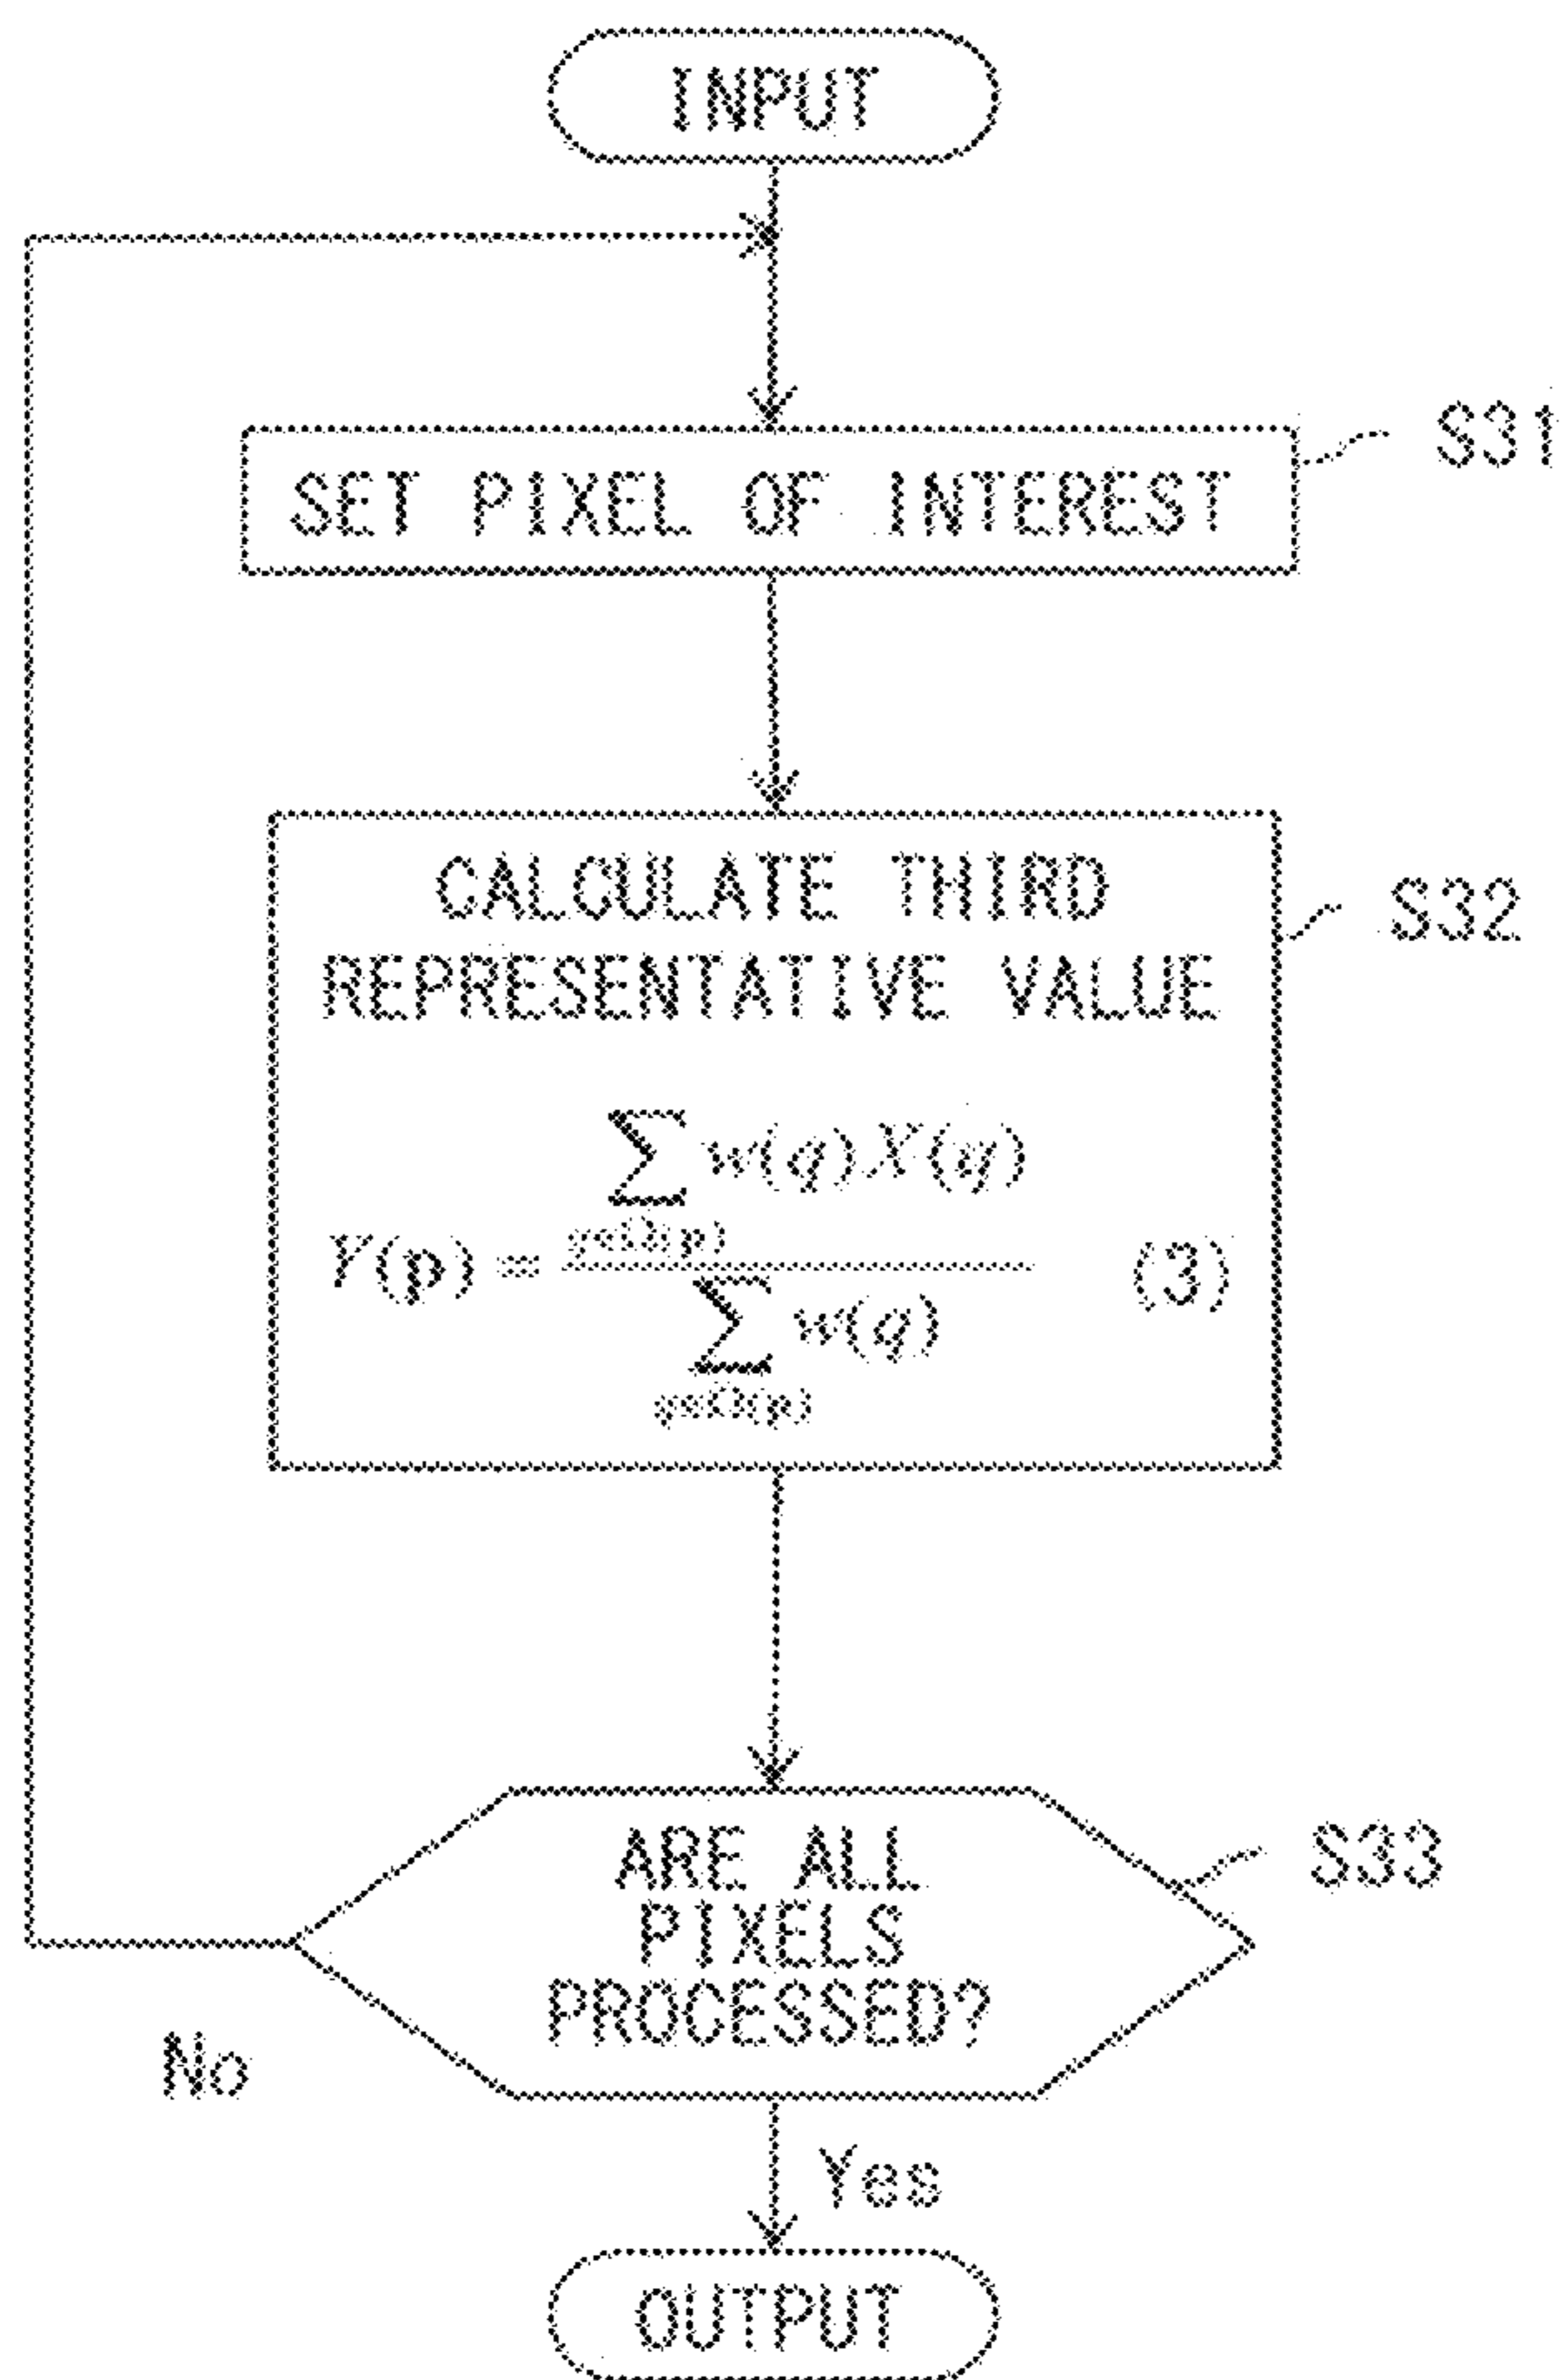 INPUT
S31
SET PIXEL OF INTEREST
S32
CALCULATE THIRD
REPRESENTATIVE VALUE
∑ w(q)X(q)
q∈Ω(p)
Y(p) = (3)
∑ w(q)
q∈Ω(p)
S33
ARE ALL
PIXELS
PROCESSED?
No
Yes
OUTPUT